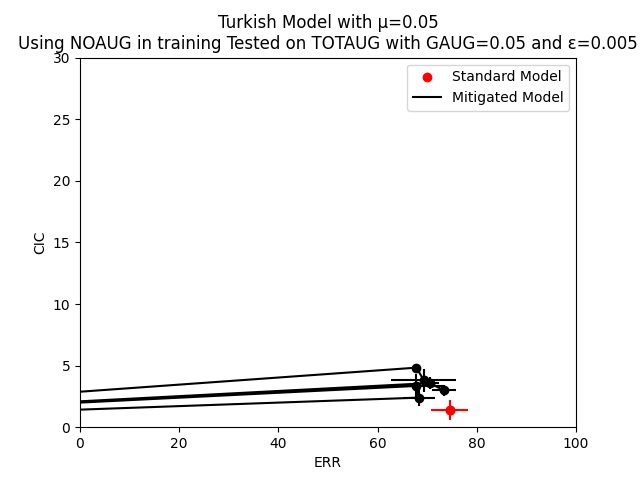 Turkish Model with μ=0.05
Using NOAUG in training Tested on TOTAUG with GAUG=0.05 and ε=0.005
Standard Model
Mitigated Model
30
25
20
15
10
5
0
CIC
0 20 40 60 80 100
ERR